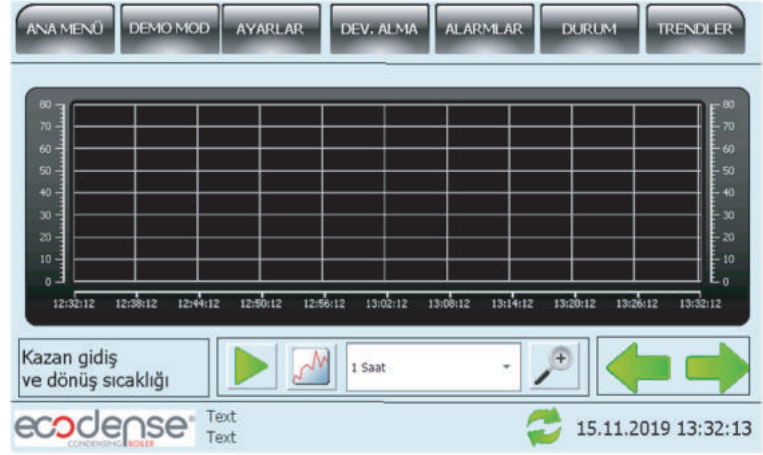 ANA MENÜ DEMO MOD AYARLAR DEV. ALMA ALARMLAR DURUM TRENDLER
80 80
70 70
60 60
50 50
40 40
30 30
20 20
10 10
0 0
12:32:12 12:38:12 12:44:12 12:50:12 12:56:12 13:02:12 13:08:12 13:14:12 13:20:12 13:26:12 13:32:12
Kazan gidiş
ve dönüş sıcaklığı
1 Saat
ecodense®
CONDENSING BOILER
Text
Text
15.11.2019 13:32:13